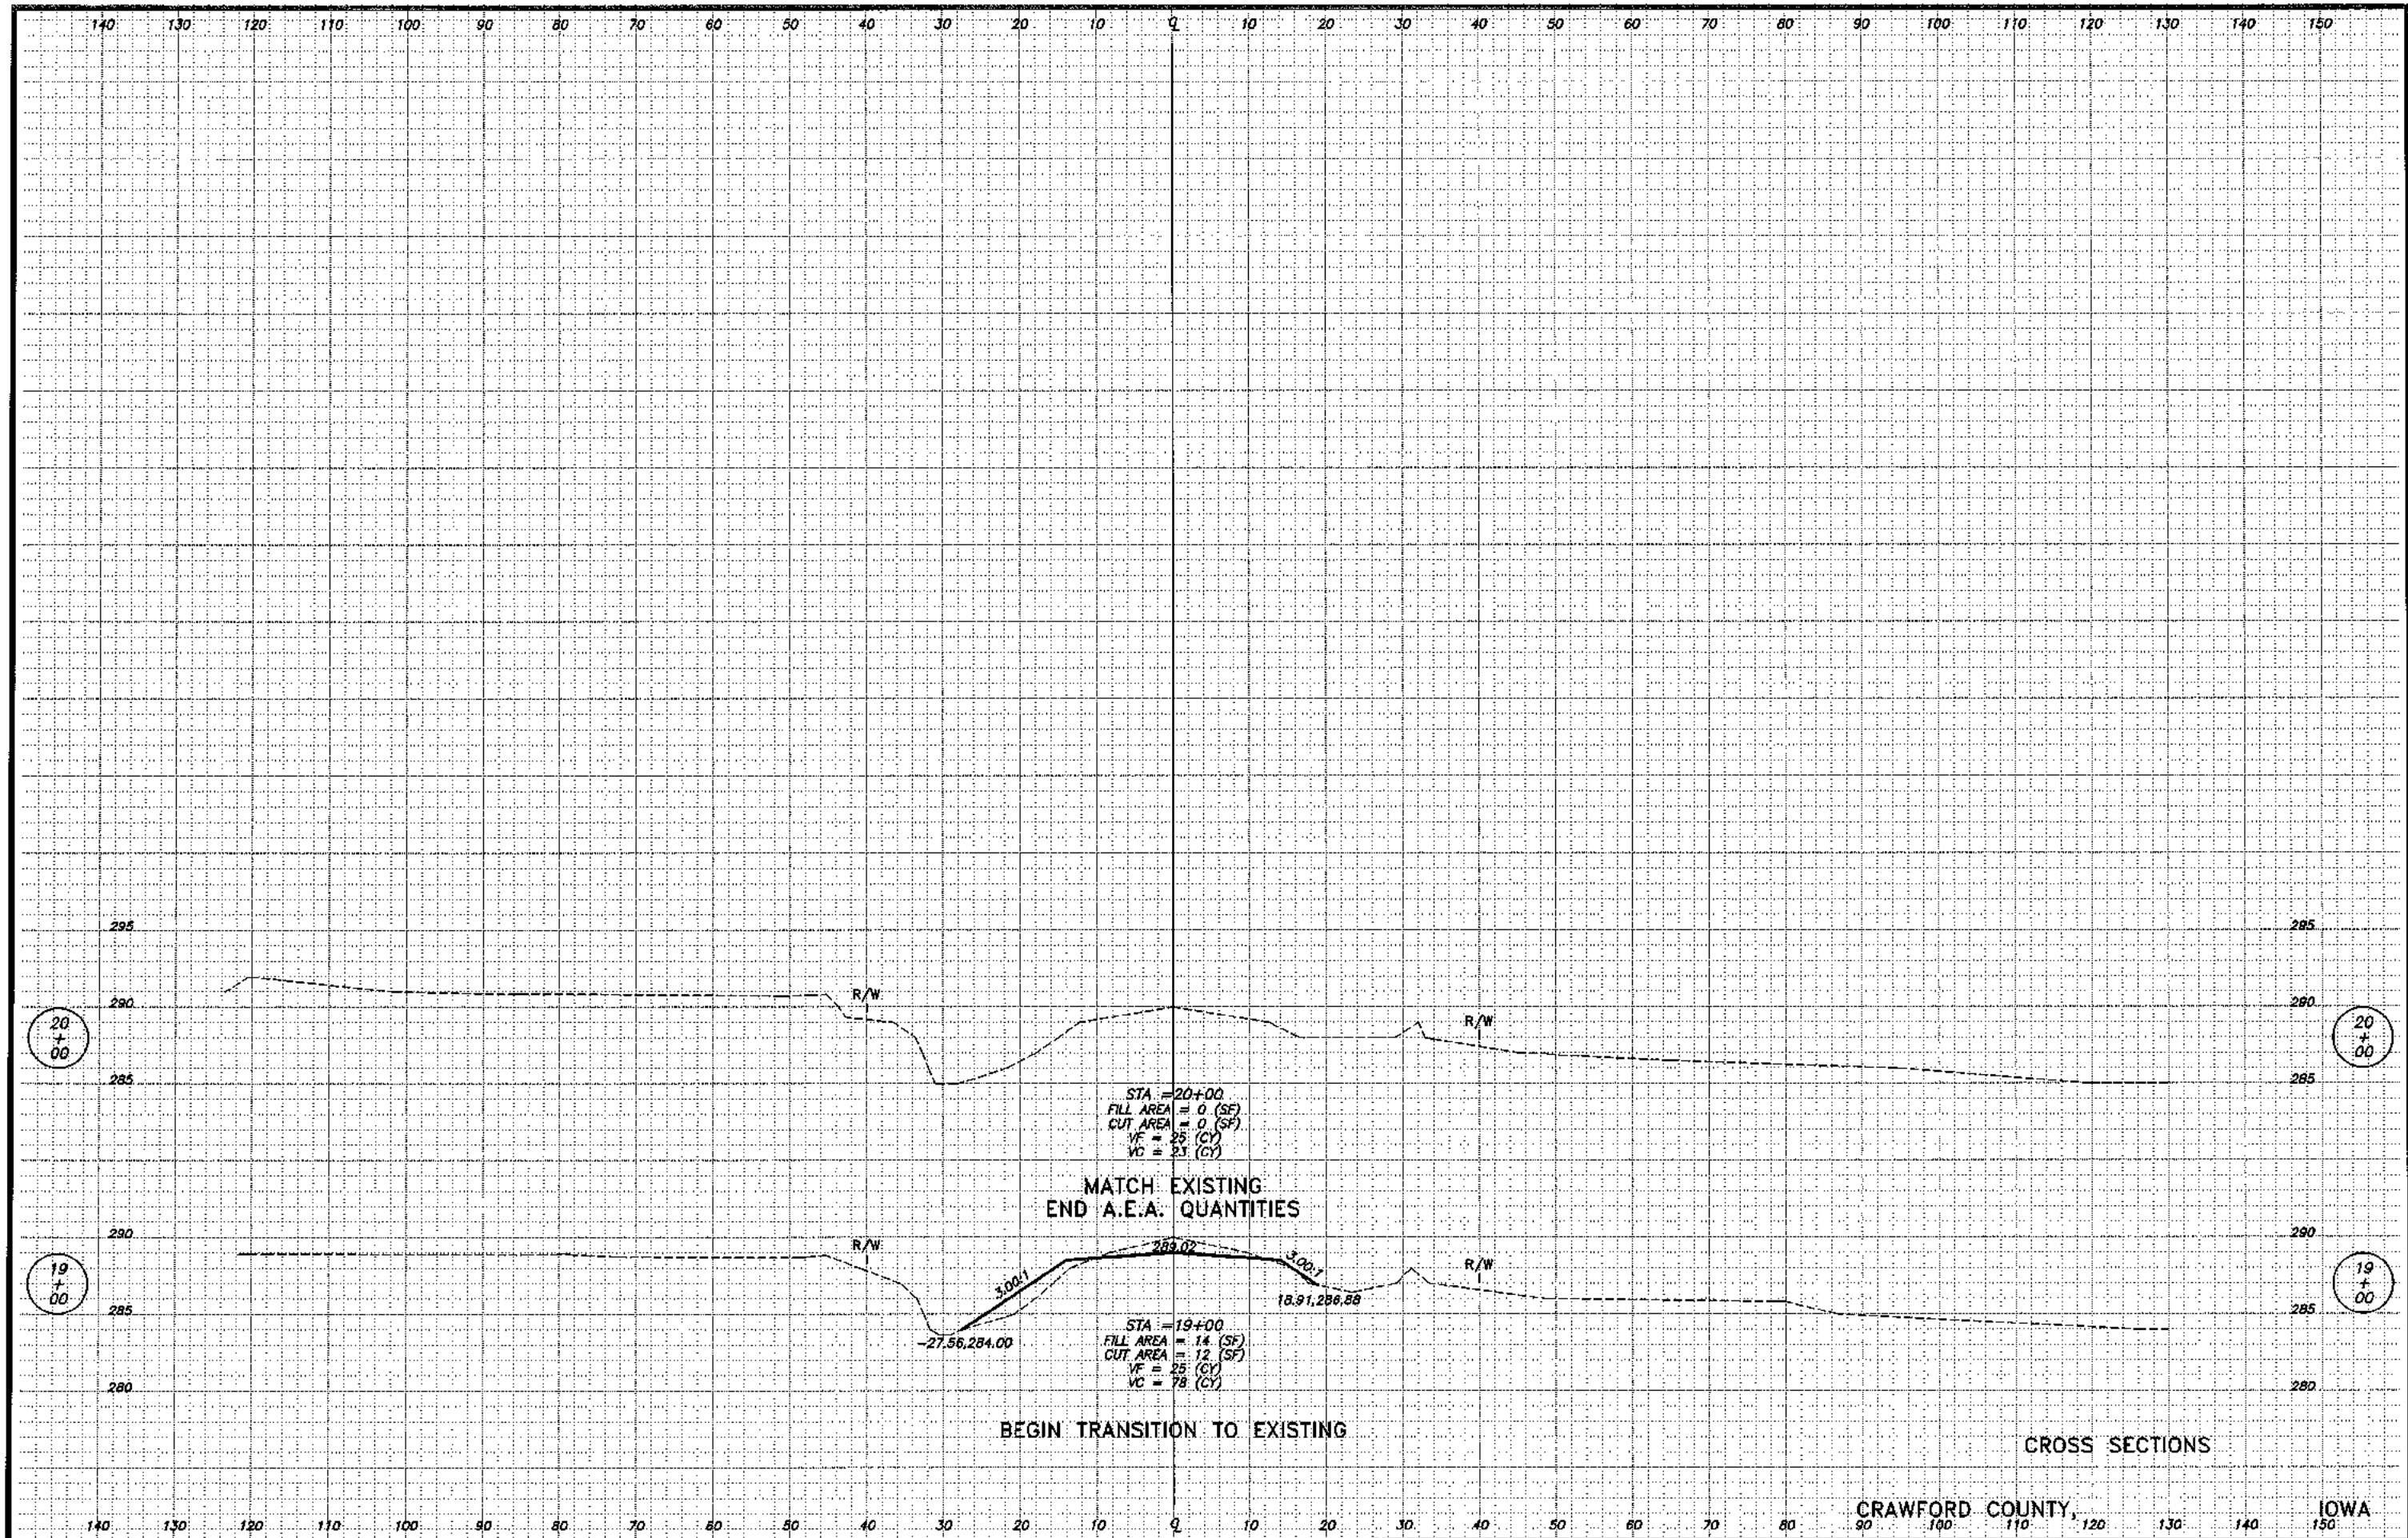 140 130 120 110 100 90 80 70 60 50 40 30 20 10 ℄ 10 20 30 40 50 60 70 80 90 100 110 120 130 140 150
295 295
R/W
290 290
R/W
20
+
00
20
+
00
285 285
STA =20+00
FILL AREA = 0 (SF)
CUT AREA = 0 (SF)
VF = 25 (CY)
VC = 23 (CY)
MATCH EXISTING
END A.E.A. QUANTITIES
290 290
R/W
289.02
3.00:1
R/W
19
+
00
3.00:1
19
+
00
18.91,286.88
285 285
STA =19+00
-27.56,284.00
FILL AREA = 14 (SF)
CUT AREA = 12 (SF)
VF = 25 (CY)
VC = 78 (CY)
280 280
BEGIN TRANSITION TO EXISTING
CROSS SECTIONS
CRAWFORD COUNTY, IOWA
140 130 120 110 100 90 80 70 60 50 40 30 20 10 ℄ 10 20 30 40 50 60 70 80 90 100 110 120 130 140 150